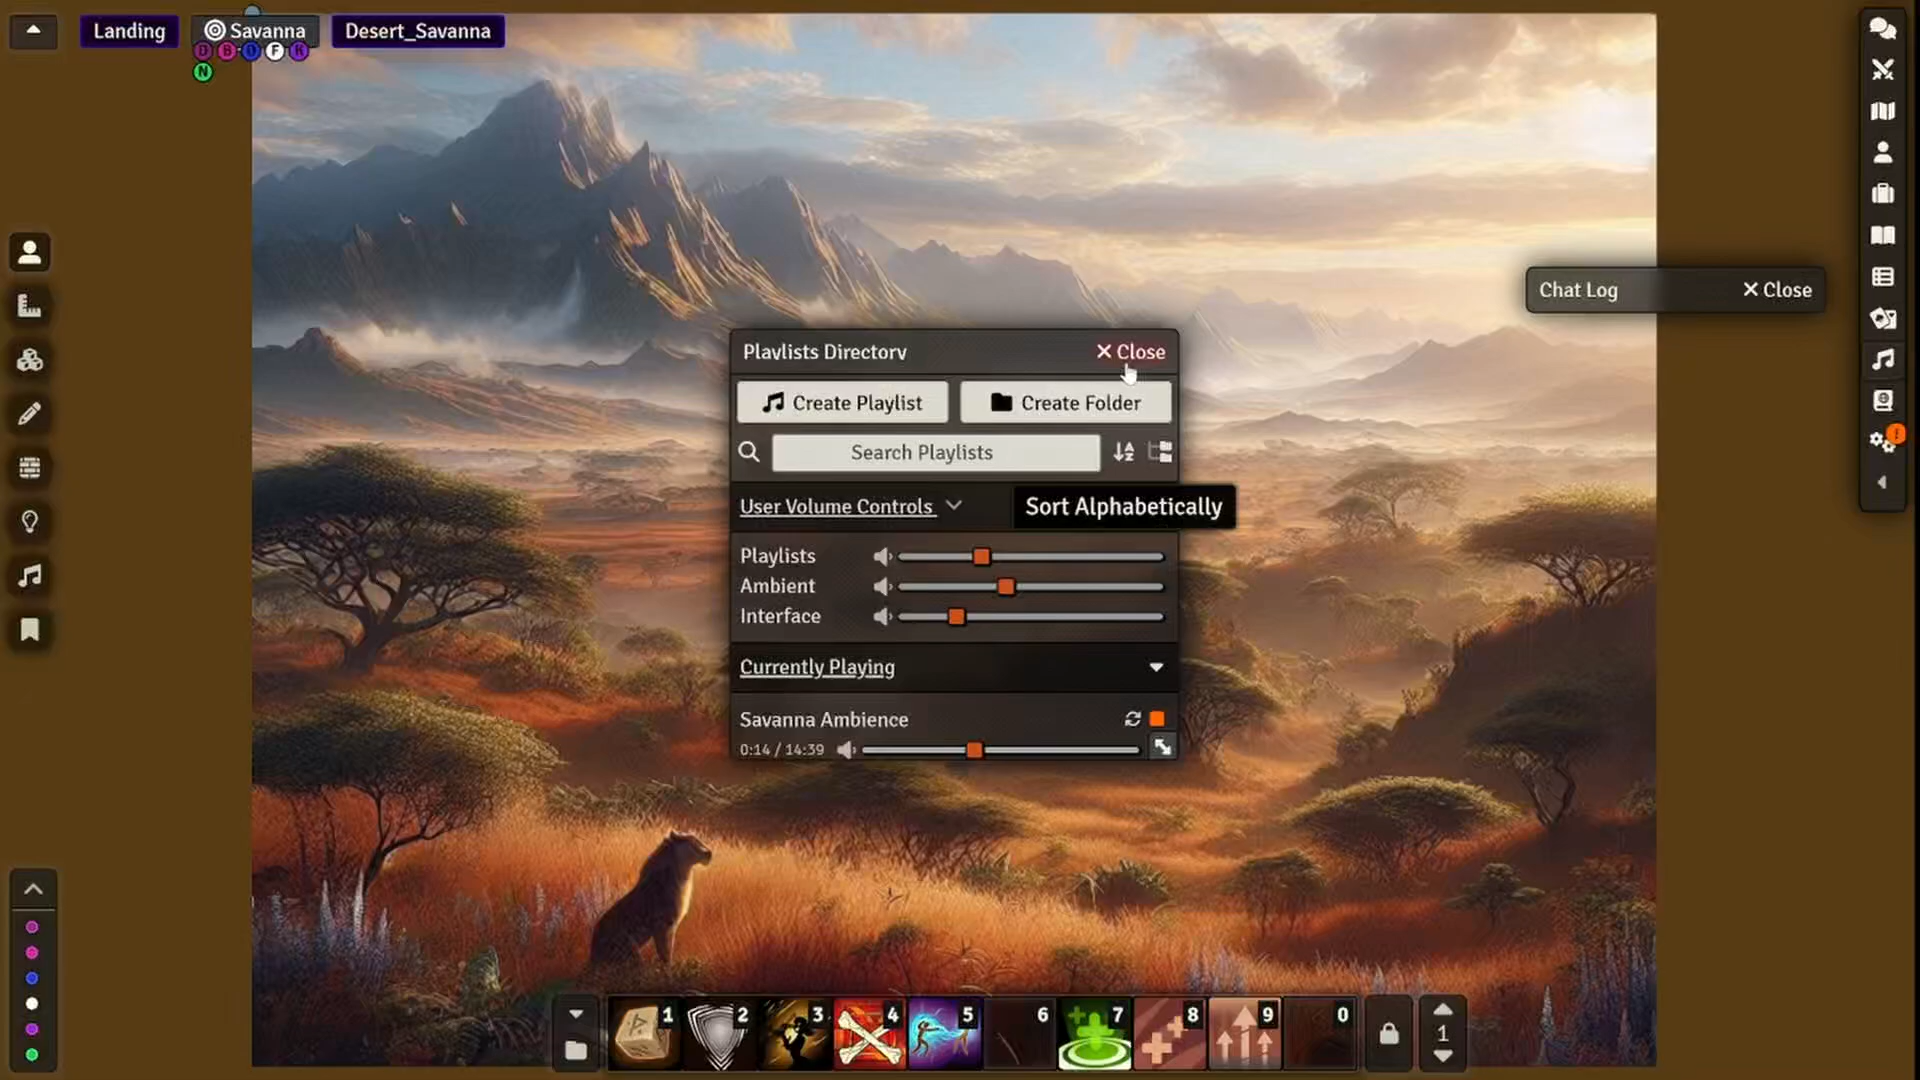 Landing
Savanna
Desert_Savanna
D B D F K
N
Chat Log
Close
Playlists Directory
Close
Create Playlist
Create Folder
Search Playlists
User Volume Controls
Sort Alphabetically
Playlists
Ambient
Interface
Currently Playing
Savanna Ambience
0:14 / 14:39
1 2 3 4 5 6 7 8 9 0
1